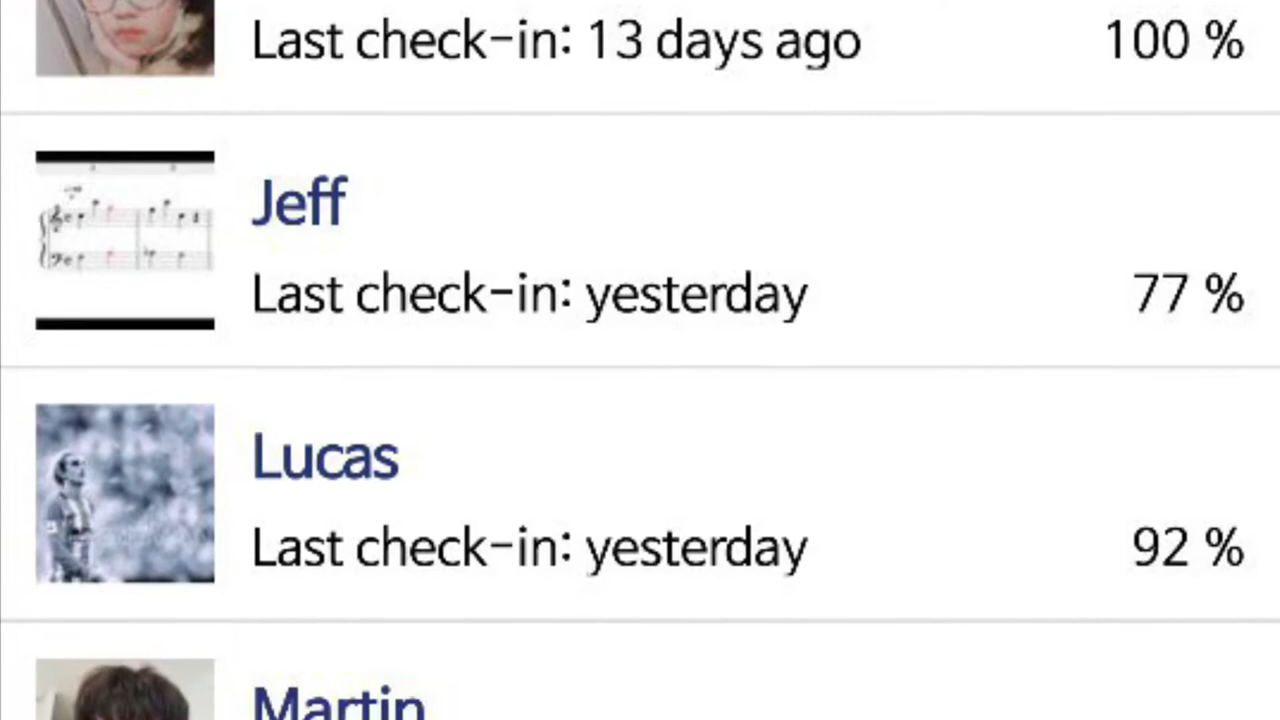 Last check-in: 13 days ago 100 %
Jeff
Last check-in: yesterday 77 %
Lucas
Last check-in: yesterday 92 %
Martin